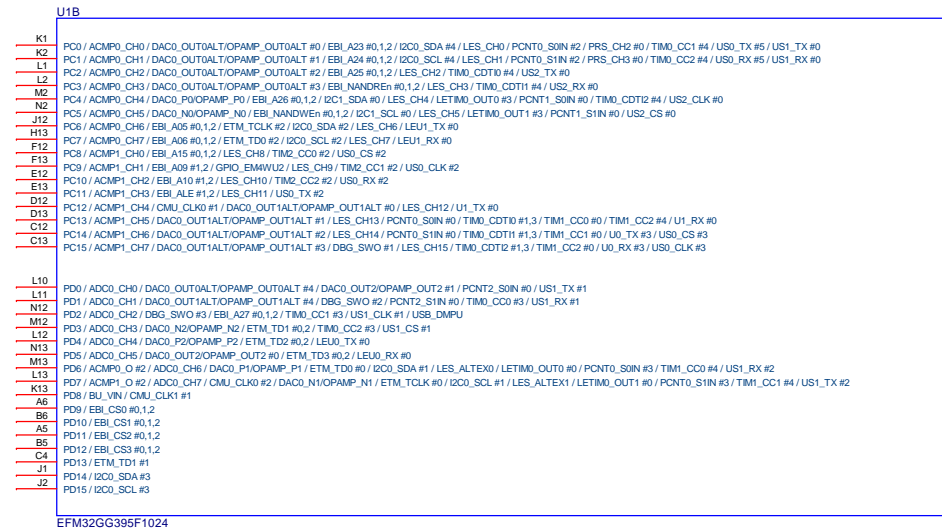 U1B
K1 PC0 / ACMP0_CH0 / DAC0_OUT0ALT/OPAMP_OUT0ALT #0 / EBI_A23 #0,1,2 / I2C0_SDA #4 / LES_CH0 / PCNT0_S0IN #2 / PRS_CH2 #0 / TIM0_CC1 #4 / US0_TX #5 / US1_TX #0
K2 PC1 / ACMP0_CH1 / DAC0_OUT0ALT/OPAMP_OUT0ALT #1 / EBI_A24 #0,1,2 / I2C0_SCL #4 / LES_CH1 / PCNT0_S1IN #2 / PRS_CH3 #0 / TIM0_CC2 #4 / US0_RX #5 / US1_RX #0
L1 PC2 / ACMP0_CH2 / DAC0_OUT0ALT/OPAMP_OUT0ALT #2 / EBI_A25 #0,1,2 / LES_CH2 / TIM0_CDTI0 #4 / US2_TX #0
L2 PC3 / ACMP0_CH3 / DAC0_OUT0ALT/OPAMP_OUT0ALT #3 / EBI_NANDREn #0,1,2 / LES_CH3 / TIM0_CDTI1 #4 / US2_RX #0
M2 PC4 / ACMP0_CH4 / DAC0_P0/OPAMP_P0 / EBI_A26 #0,1,2 / I2C1_SDA #0 / LES_CH4 / LETIM0_OUT0 #3 / PCNT1_S0IN #0 / TIM0_CDTI2 #4 / US2_CLK #0
N2 PC5 / ACMP0_CH5 / DAC0_N0/OPAMP_N0 / EBI_NANDWEn #0,1,2 / I2C1_SCL #0 / LES_CH5 / LETIM0_OUT1 #3 / PCNT1_S1IN #0 / US2_CS #0
J12 PC6 / ACMP0_CH6 / EBI_A05 #0,1,2 / ETM_TCLK #2 / I2C0_SDA #2 / LES_CH6 / LEU1_TX #0
H13 PC7 / ACMP0_CH7 / EBI_A06 #0,1,2 / ETM_TD0 #2 / I2C0_SCL #2 / LES_CH7 / LEU1_RX #0
F12 PC8 / ACMP1_CH0 / EBI_A15 #0,1,2 / LES_CH8 / TIM2_CC0 #2 / US0_CS #2
F13 PC9 / ACMP1_CH1 / EBI_A09 #1,2 / GPIO_EM4WU2 / LES_CH9 / TIM2_CC1 #2 / US0_CLK #2
E12 PC10 / ACMP1_CH2 / EBI_A10 #1,2 / LES_CH10 / TIM2_CC2 #2 / US0_RX #2
E13 PC11 / ACMP1_CH3 / EBI_ALE #1,2 / LES_CH11 / US0_TX #2
D12 PC12 / ACMP1_CH4 / CMU_CLK0 #1 / DAC0_OUT1ALT/OPAMP_OUT1ALT #0 / LES_CH12 / U1_TX #0
D13 PC13 / ACMP1_CH5 / DAC0_OUT1ALT/OPAMP_OUT1ALT #1 / LES_CH13 / PCNT0_S0IN #0 / TIM0_CDTI0 #1,3 / TIM1_CC0 #0 / TIM1_CC2 #4 / U1_RX #0
C12 PC14 / ACMP1_CH6 / DAC0_OUT1ALT/OPAMP_OUT1ALT #2 / LES_CH14 / PCNT0_S1IN #0 / TIM0_CDTI1 #1,3 / TIM1_CC1 #0 / U0_TX #3 / US0_CS #3
C13 PC15 / ACMP1_CH7 / DAC0_OUT1ALT/OPAMP_OUT1ALT #3 / DBG_SWO #1 / LES_CH15 / TIM0_CDTI2 #1,3 / TIM1_CC2 #0 / U0_RX #3 / US0_CLK #3
L10 PD0 / ADC0_CH0 / DAC0_OUT0ALT/OPAMP_OUT0ALT #4 / DAC0_OUT2/OPAMP_OUT2 #1 / PCNT2_S0IN #0 / US1_TX #1
L11 PD1 / ADC0_CH1 / DAC0_OUT1ALT/OPAMP_OUT1ALT #4 / DBG_SWO #2 / PCNT2_S1IN #0 / TIM0_CC0 #3 / US1_RX #1
N12 PD2 / ADC0_CH2 / DBG_SWO #3 / EBI_A27 #0,1,2 / TIM0_CC1 #3 / US1_CLK #1 / USB_DMPU
M12 PD3 / ADC0_CH3 / DAC0_N2/OPAMP_N2 / ETM_TD1 #0,2 / TIM0_CC2 #3 / US1_CS #1
L12 PD4 / ADC0_CH4 / DAC0_P2/OPAMP_P2 / ETM_TD2 #0,2 / LEU0_TX #0
N13 PD5 / ADC0_CH5 / DAC0_OUT2/OPAMP_OUT2 #0 / ETM_TD3 #0,2 / LEU0_RX #0
M13 PD6 / ACMP0_O #2 / ADC0_CH6 / DAC0_P1/OPAMP_P1 / ETM_TD0 #0 / I2C0_SDA #1 / LES_ALTEX0 / LETIM0_OUT0 #0 / PCNT0_S0IN #3 / TIM1_CC0 #4 / US1_RX #2
L13 PD7 / ACMP1_O #2 / ADC0_CH7 / CMU_CLK0 #2 / DAC0_N1/OPAMP_N1 / ETM_TCLK #0 / I2C0_SCL #1 / LES_ALTEX1 / LETIM0_OUT1 #0 / PCNT0_S1IN #3 / TIM1_CC1 #4 / US1_TX #2
K13 PD8 / BU_VIN / CMU_CLK1 #1
A6 PD9 / EBI_CS0 #0,1,2
B6 PD10 / EBI_CS1 #0,1,2
A5 PD11 / EBI_CS2 #0,1,2
B5 PD12 / EBI_CS3 #0,1,2
C4 PD13 / ETM_TD1 #1
J1 PD14 / I2C0_SDA #3
J2 PD15 / I2C0_SCL #3
EFM32GG395F1024